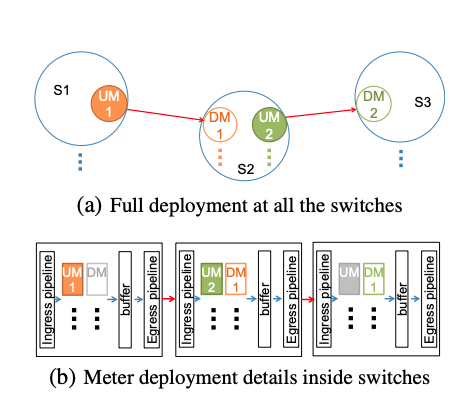 S1
UM
1
DM
1
UM
2
S2
DM
2
S3
(a) Full deployment at all the switches
Ingress pipeline
UM
1
DM
buffer
Egress pipeline
Ingress pipeline
UM
2
DM
1
buffer
Egress pipeline
Ingress pipeline
UM
DM
1
buffer
Egress pipeline
(b) Meter deployment details inside switches